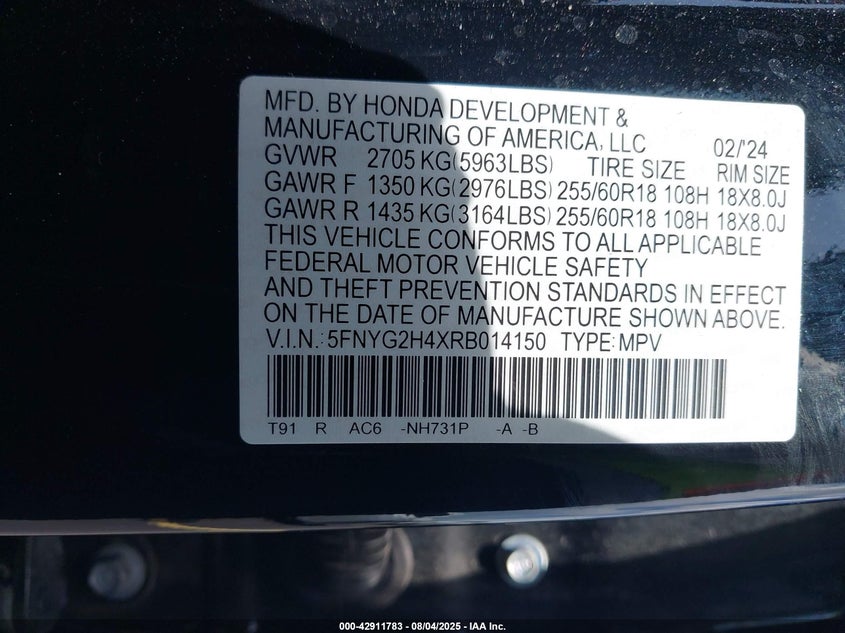 MFD. BY HONDA DEVELOPMENT &
MANUFACTURING OF AMERICA, LLC 02/'24
GVWR 2705 KG(5963LBS) TIRE SIZE RIM SIZE
GAWR F 1350 KG(2976LBS) 255/60R18 108H 18X8.0J
GAWR R 1435 KG(3164LBS) 255/60R18 108H 18X8.0J
THIS VEHICLE CONFORMS TO ALL APPLICABLE
FEDERAL MOTOR VEHICLE SAFETY
AND THEFT PREVENTION STANDARDS IN EFFECT
ON THE DATE OF MANUFACTURE SHOWN ABOVE.
V.I.N.: 5FNYG2H4XRB014150 TYPE: MPV
T91 R AC6 -NH731P -A -B
000-42911783 - 08/04/2025 - IAA Inc.